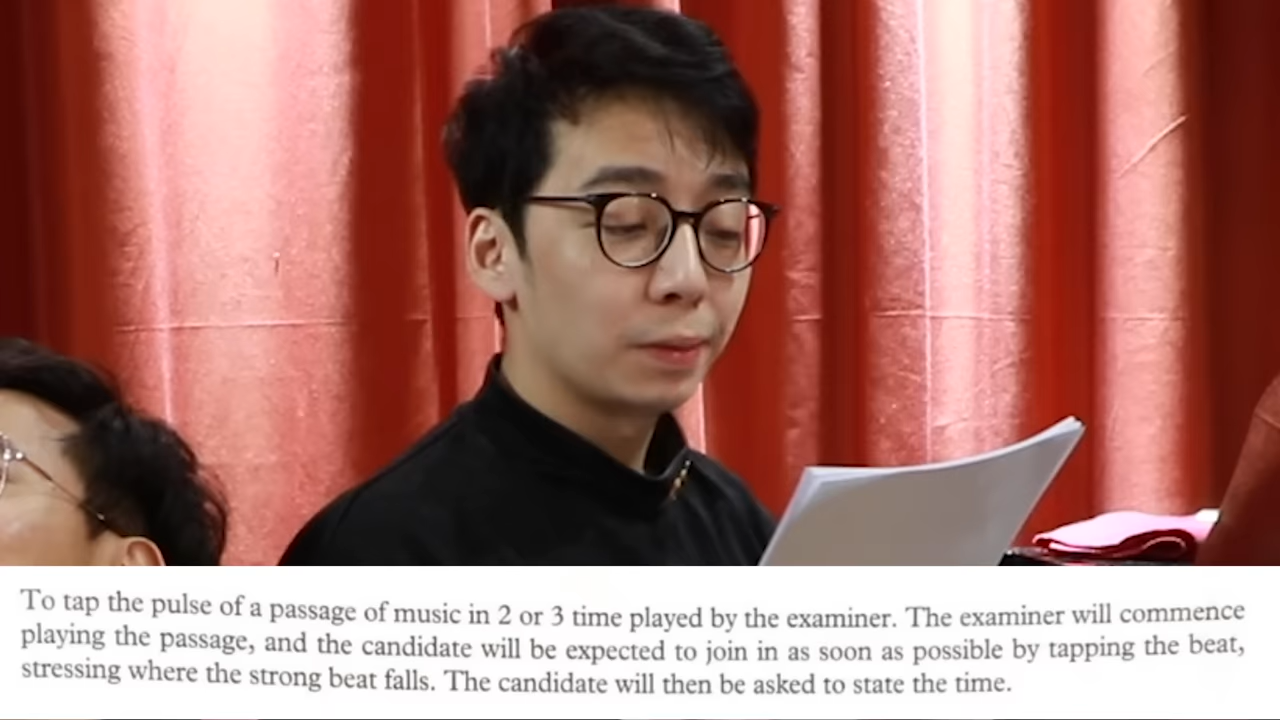 To tap the pulse of a passage of music in 2 or 3 time played by the examiner. The examiner will commence
playing the passage, and the candidate will be expected to join in as soon as possible by tapping the beat,
stressing where the strong beat falls. The candidate will then be asked to state the time.